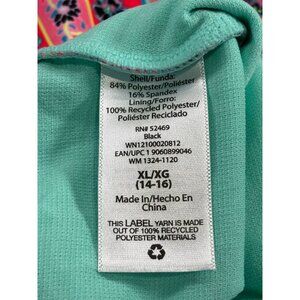 Shell/Funda:
84% Polyester/Poliéster
16% Spandex
Lining/Forro:
100% Recycled Polyester/
Poliéster Reciclado
RN# 52469
Black
WN12100020812
EAN/UPC 1 9060899046
WM 1324-1120
XL/XG
(14-16)
Made In/Hecho En
China
THIS LABEL YARN IS MADE
OUT OF 100% RECYCLED
POLYESTER MATERIALS